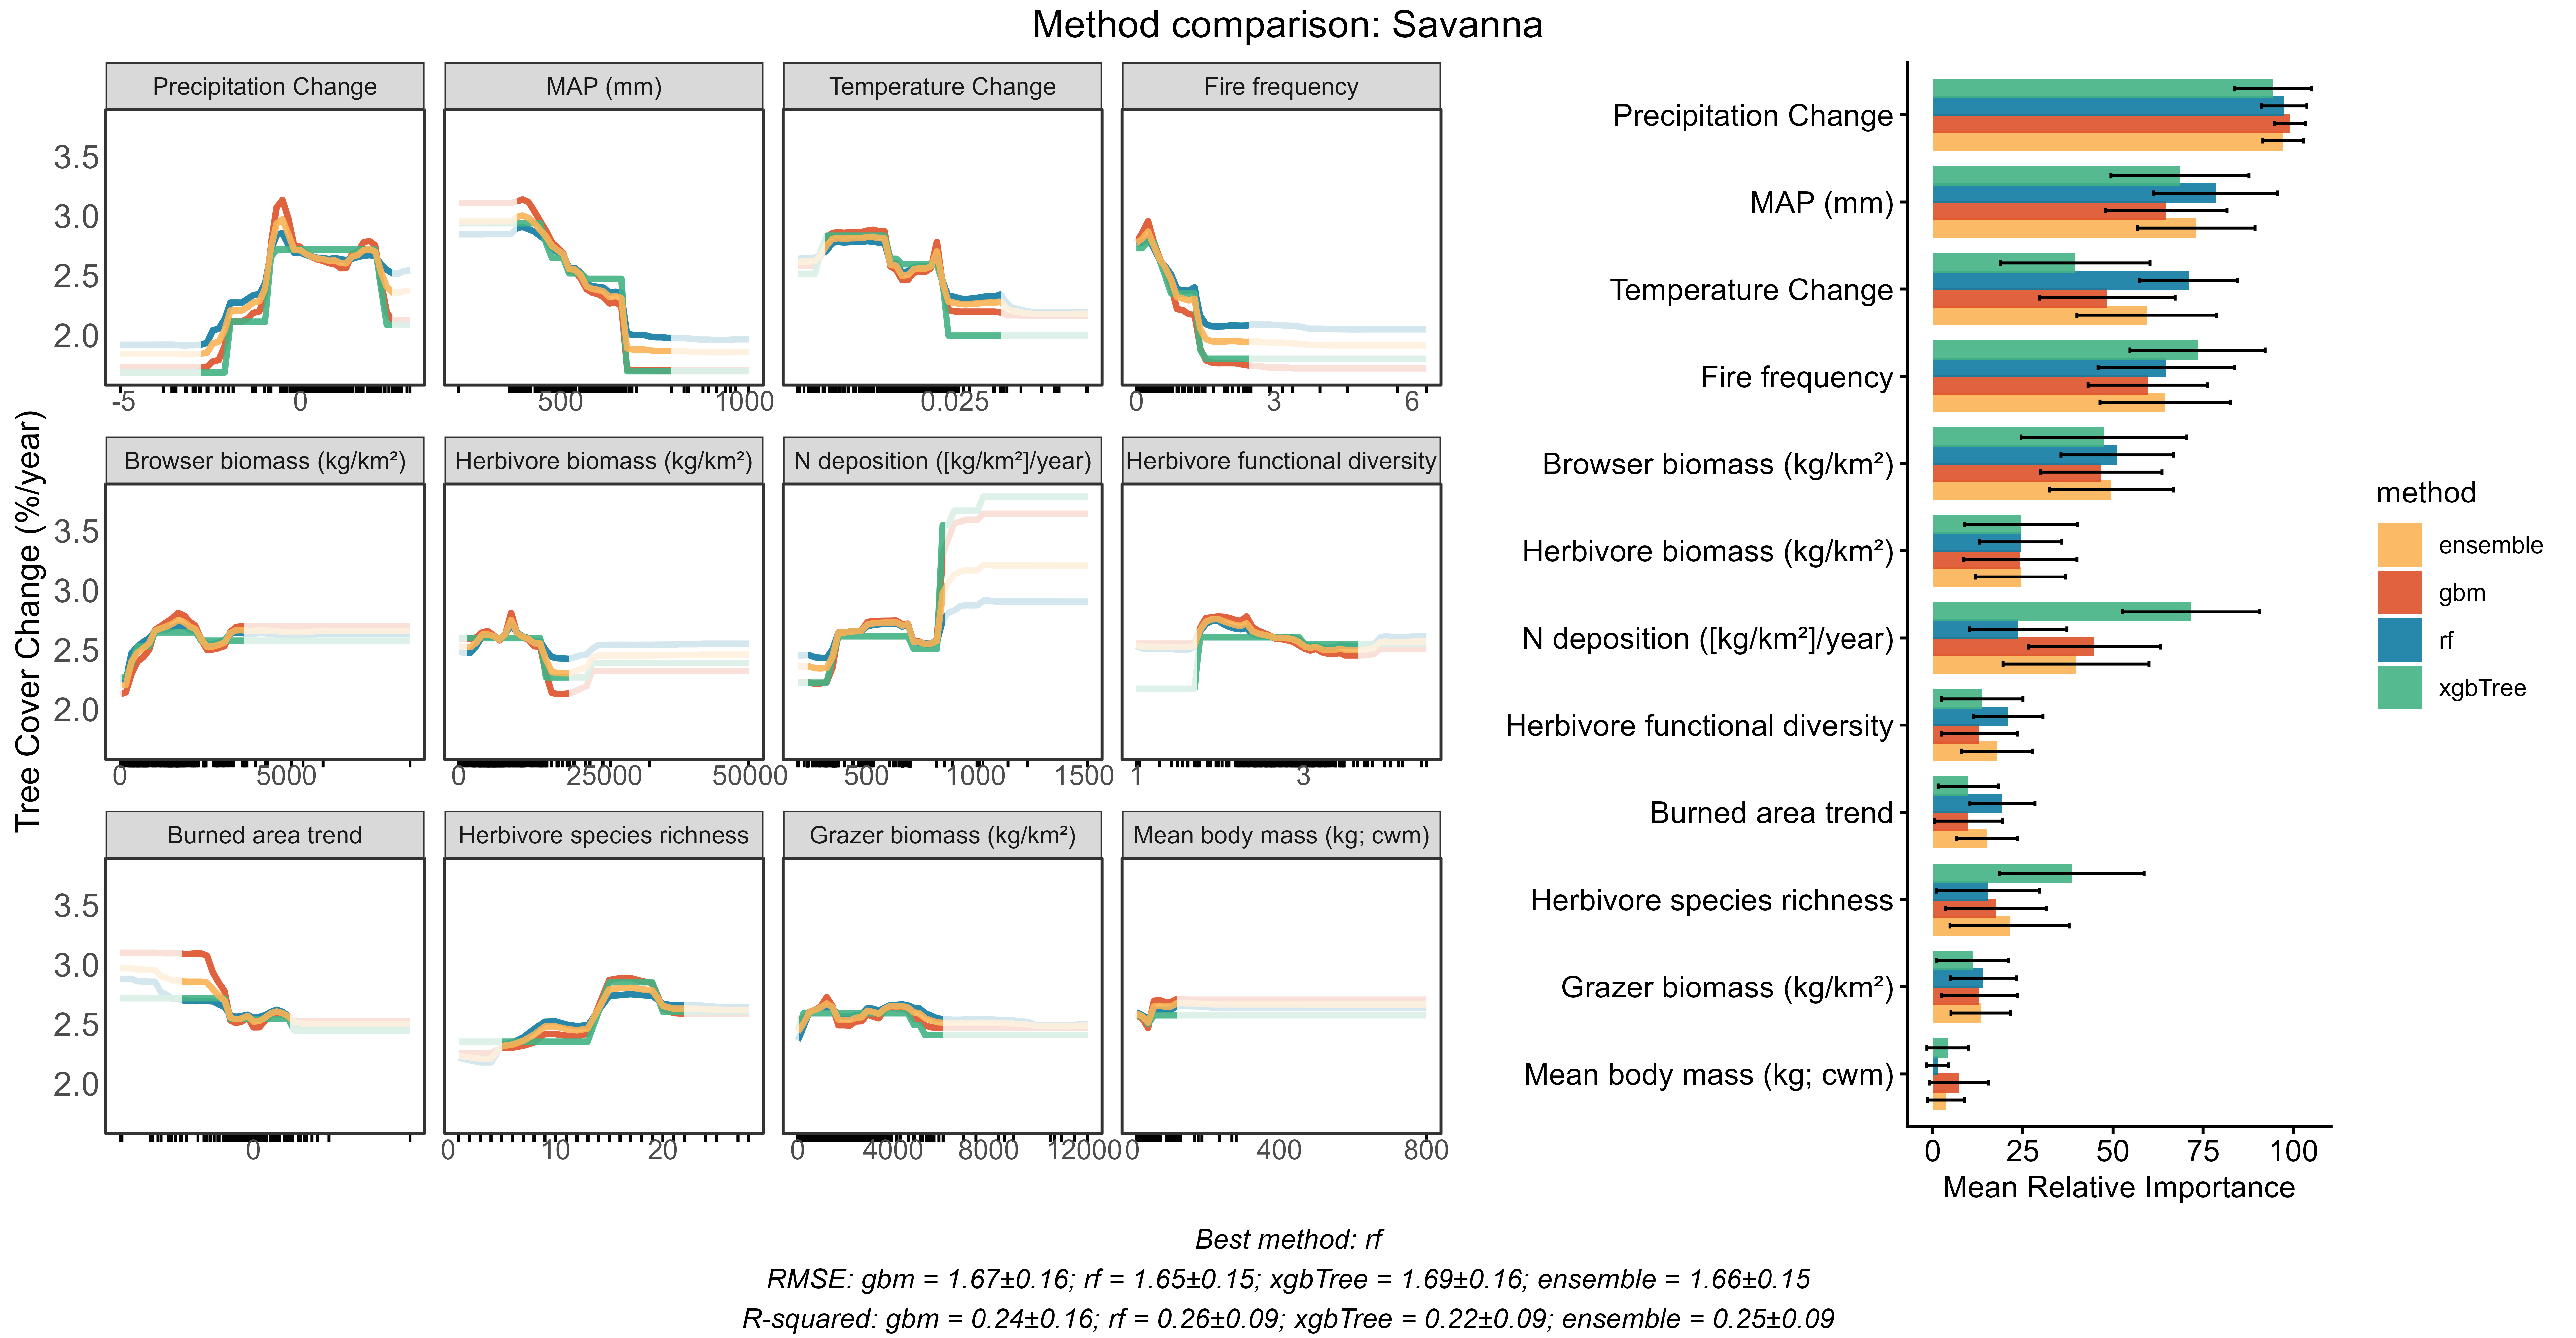 Method comparison: Savanna
Precipitation Change
MAP (mm)
Temperature Change
Fire frequency
3.5
3.0
2.5
2.0
-5 0
500 1000
0.025
0 3 6
Browser biomass (kg/km²)
Herbivore biomass (kg/km²)
N deposition ([kg/km²]/year)
Herbivore functional diversity
Tree Cover Change (%/year)
3.5
3.0
2.5
2.0
0 5000
0 25000 50000
500 1000 1500
1 3
Burned area trend
Herbivore species richness
Grazer biomass (kg/km²)
Mean body mass (kg; cwm)
3.5
3.0
2.5
2.0
0
0 10 20
0 4000 8000 12000
0 400 800
Precipitation Change
MAP (mm)
Temperature Change
Fire frequency
Browser biomass (kg/km²)
Herbivore biomass (kg/km²)
N deposition ([kg/km²]/year)
Herbivore functional diversity
Burned area trend
Herbivore species richness
Grazer biomass (kg/km²)
Mean body mass (kg; cwm)
0 25 50 75 100
Mean Relative Importance
method
ensemble
gbm
rf
xgbTree
Best method: rf
RMSE: gbm = 1.67±0.16; rf = 1.65±0.15; xgbTree = 1.69±0.16; ensemble = 1.66±0.15
R-squared: gbm = 0.24±0.16; rf = 0.26±0.09; xgbTree = 0.22±0.09; ensemble = 0.25±0.09